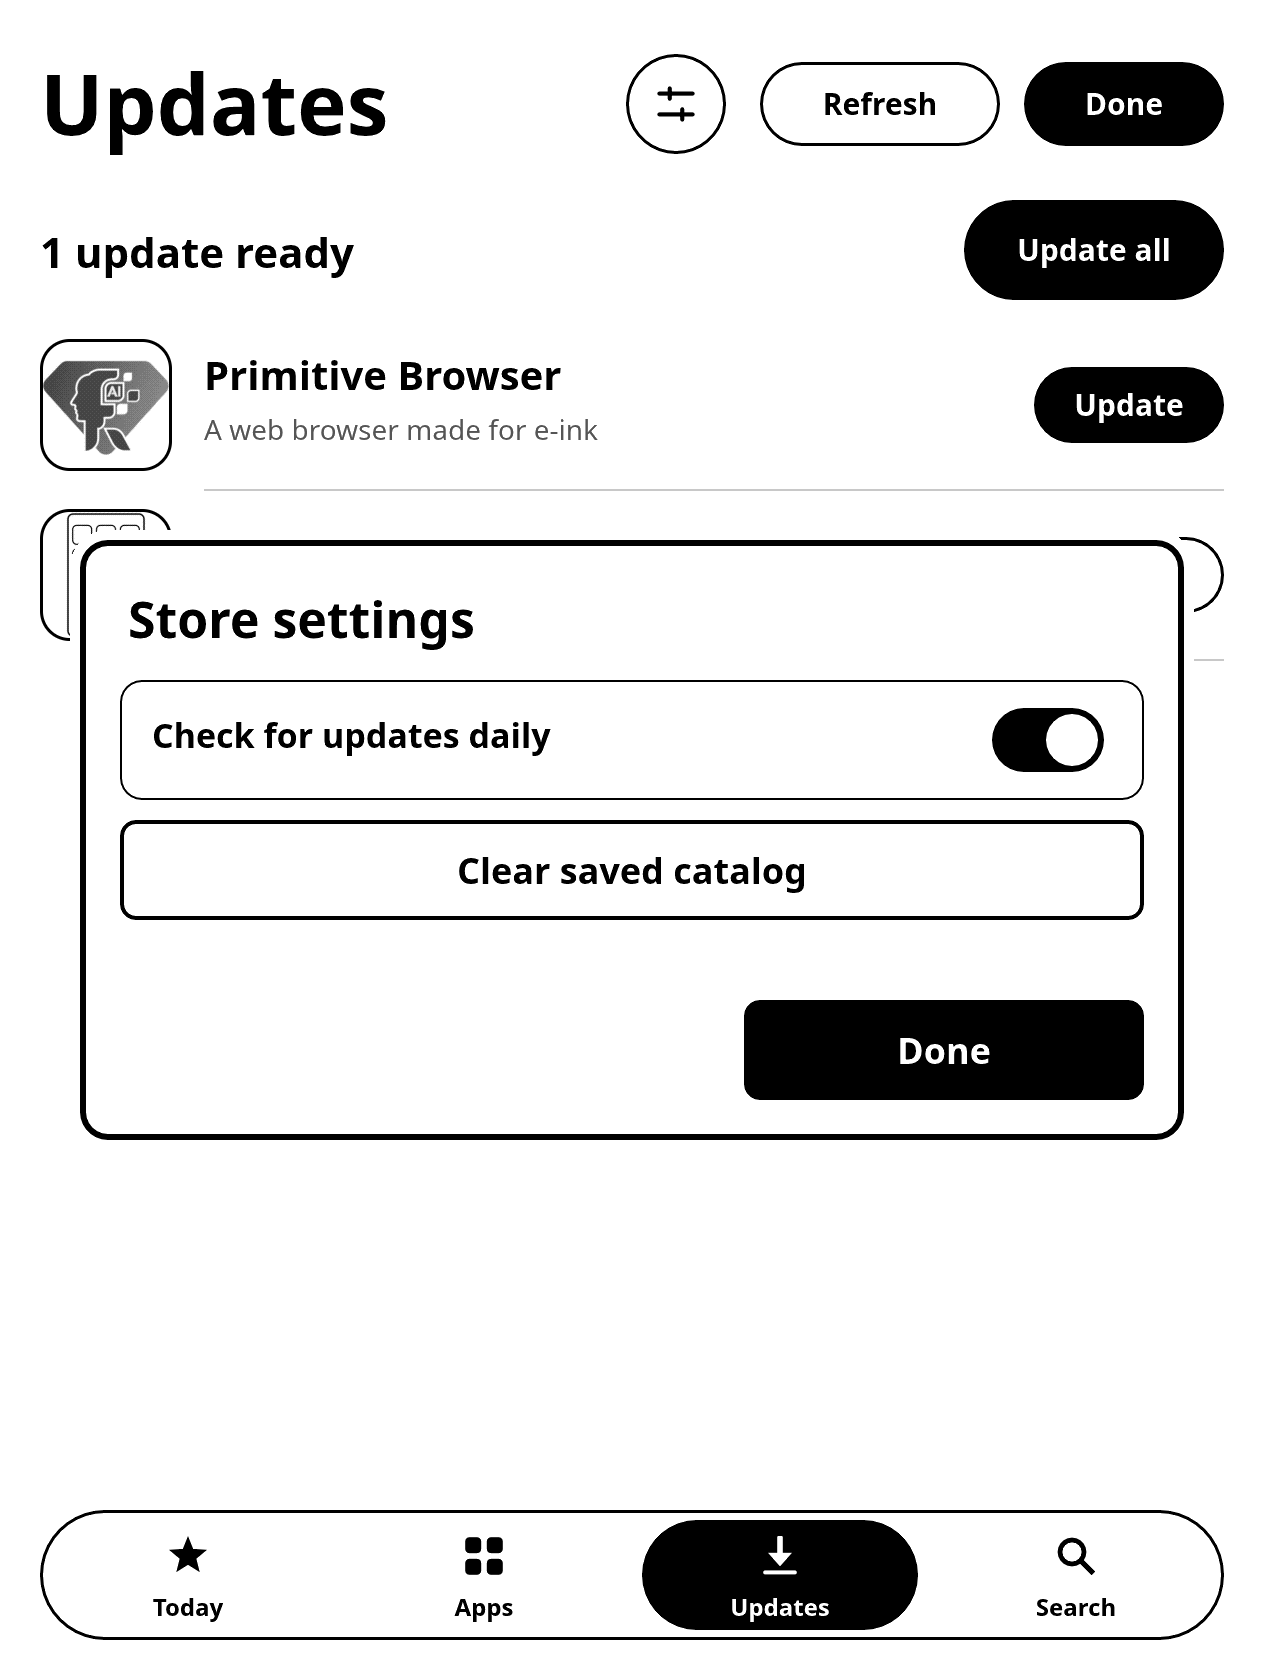 Updates
Refresh
Done
1 update ready
Update all
AI
Primitive Browser
A web browser made for e-ink
Update
Store settings
Check for updates daily
Clear saved catalog
Done
Today
Apps
Updates
Search